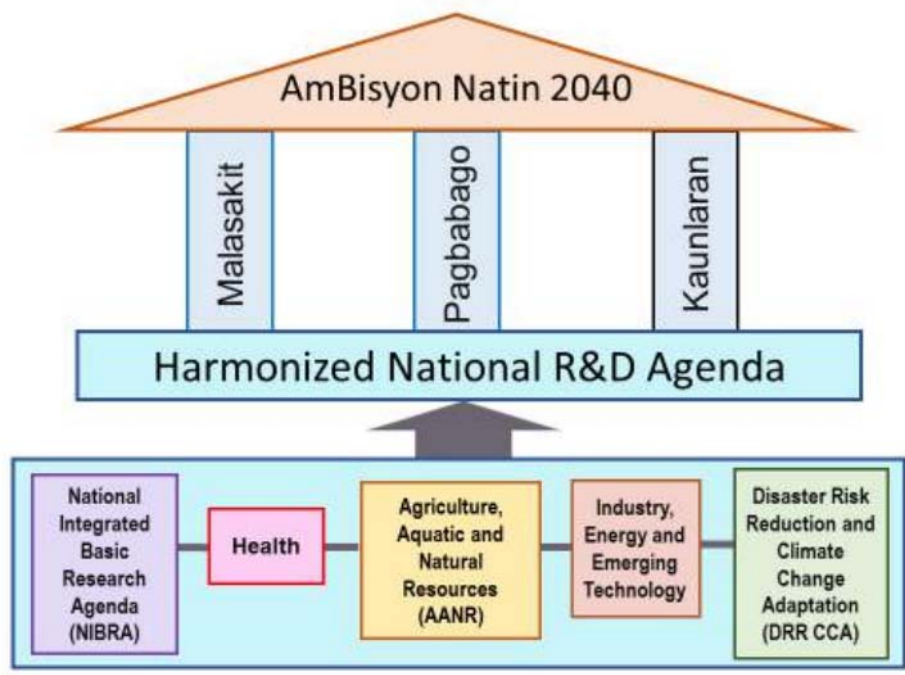 AmBisyon Natin 2040
Malasakit
Pagbabago
Kaunlaran
Harmonized National R&D Agenda
National
Integrated
Basic
Research
Agenda
(NIBRA)
Health
Agriculture,
Aquatic and
Natural
Resources
(AANR)
Industry,
Energy and
Emerging
Technology
Disaster Risk
Reduction and
Climate
Change
Adaptation
(DRR CCA)